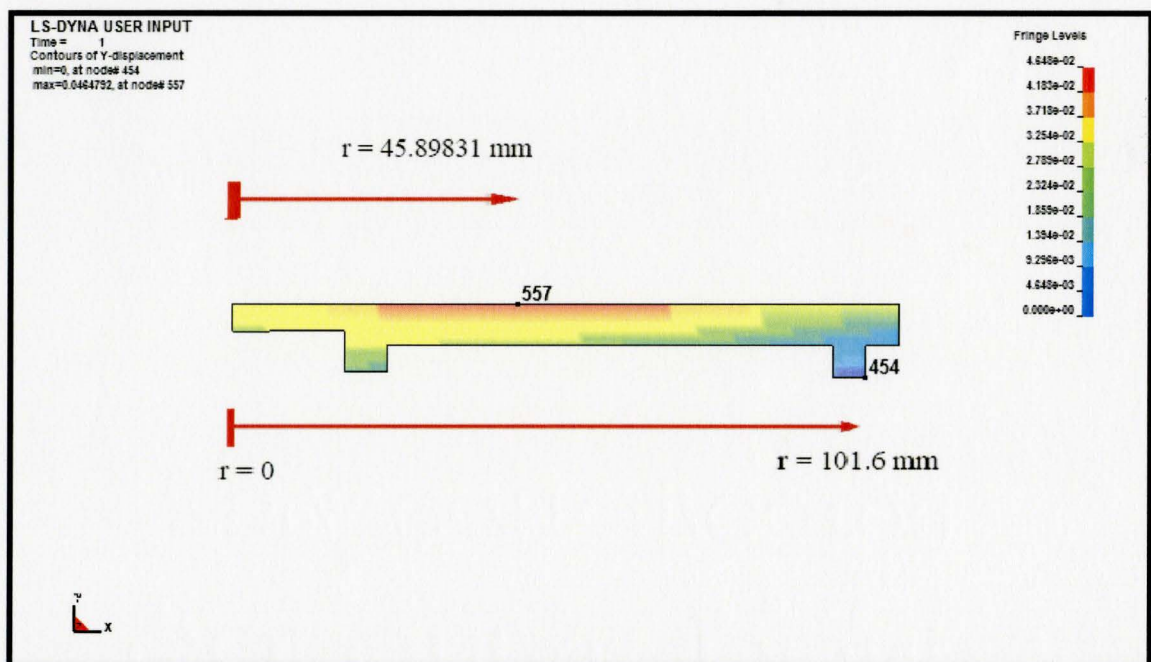 LS-DYNA USER INPUT
Time = 1
Contours of Y-displacement
min=0, at node# 454
max=0.0464792, at node# 557
Fringe Levels
4.648e-02
4.183e-02
3.718e-02
3.254e-02
2.789e-02
2.324e-02
1.859e-02
1.394e-02
9.296e-03
4.648e-03
0.000e+00
r = 45.89831 mm
557
454
r = 0
r = 101.6 mm
Y
X